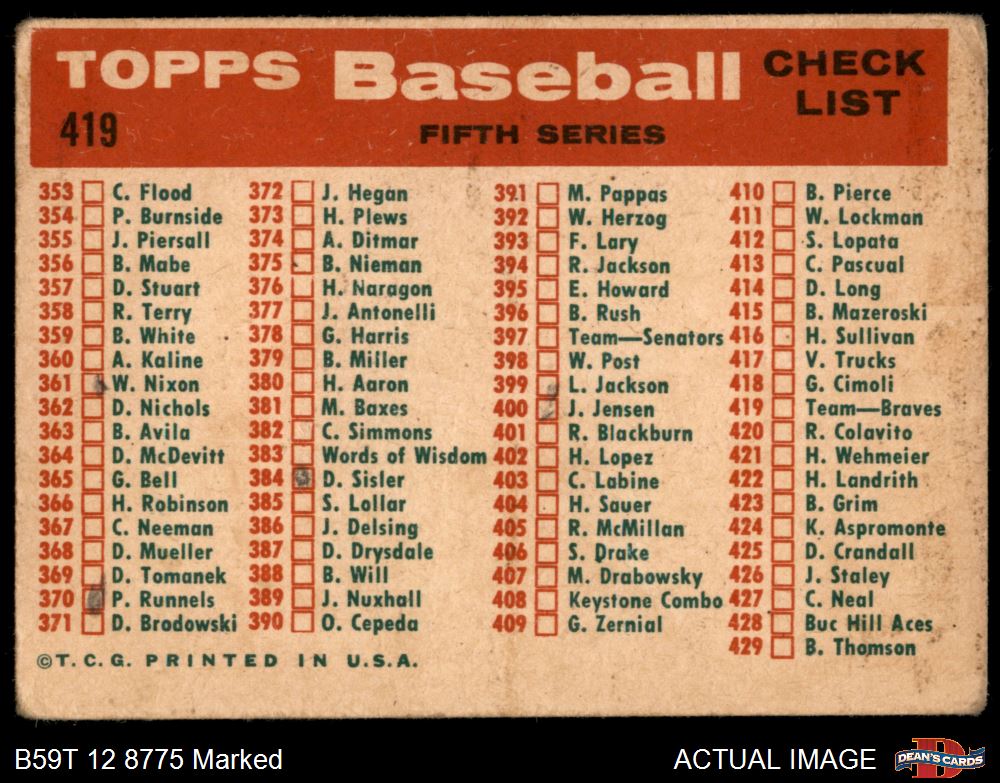 TOPPS Baseball CHECK LIST
419 FIFTH SERIES
353 C. Flood
354 P. Burnside
355 J. Piersall
356 B. Mabe
357 D. Stuart
358 R. Terry
359 B. White
360 A. Kaline
361 W. Nixon
362 D. Nichols
363 B. Avila
364 D. McDevitt
365 G. Bell
366 H. Robinson
367 C. Neeman
368 D. Mueller
369 D. Tomanek
370 P. Runnels
371 D. Brodowski
372 J. Hegan
373 H. Plews
374 A. Ditmar
375 B. Nieman
376 H. Naragon
377 J. Antonelli
378 G. Harris
379 B. Miller
380 H. Aaron
381 M. Baxes
382 C. Simmons
383 Words of Wisdom
384 D. Sisler
385 S. Lollar
386 J. Delsing
387 D. Drysdale
388 B. Will
389 J. Nuxhall
390 O. Cepeda
391 M. Pappas
392 W. Herzog
393 F. Lary
394 R. Jackson
395 E. Howard
396 B. Rush
397 Team—Senators
398 W. Post
399 L. Jackson
400 J. Jensen
401 R. Blackburn
402 H. Lopez
403 C. Labine
404 H. Sauer
405 R. McMillan
406 S. Drake
407 M. Drabowsky
408 Keystone Combo
409 G. Zernial
410 B. Pierce
411 W. Lockman
412 S. Lopata
413 C. Pascual
414 D. Long
415 B. Mazeroski
416 H. Sullivan
417 V. Trucks
418 G. Cimoli
419 Team—Braves
420 R. Colavito
421 H. Wehmeier
422 H. Landrith
423 B. Grim
424 K. Aspromonte
425 D. Crandall
426 J. Staley
427 C. Neal
428 Buc Hill Aces
429 B. Thomson
©T. C. G. PRINTED IN U.S.A.
B59T 12 8775 Marked
ACTUAL IMAGE
DEAN'S CARDS